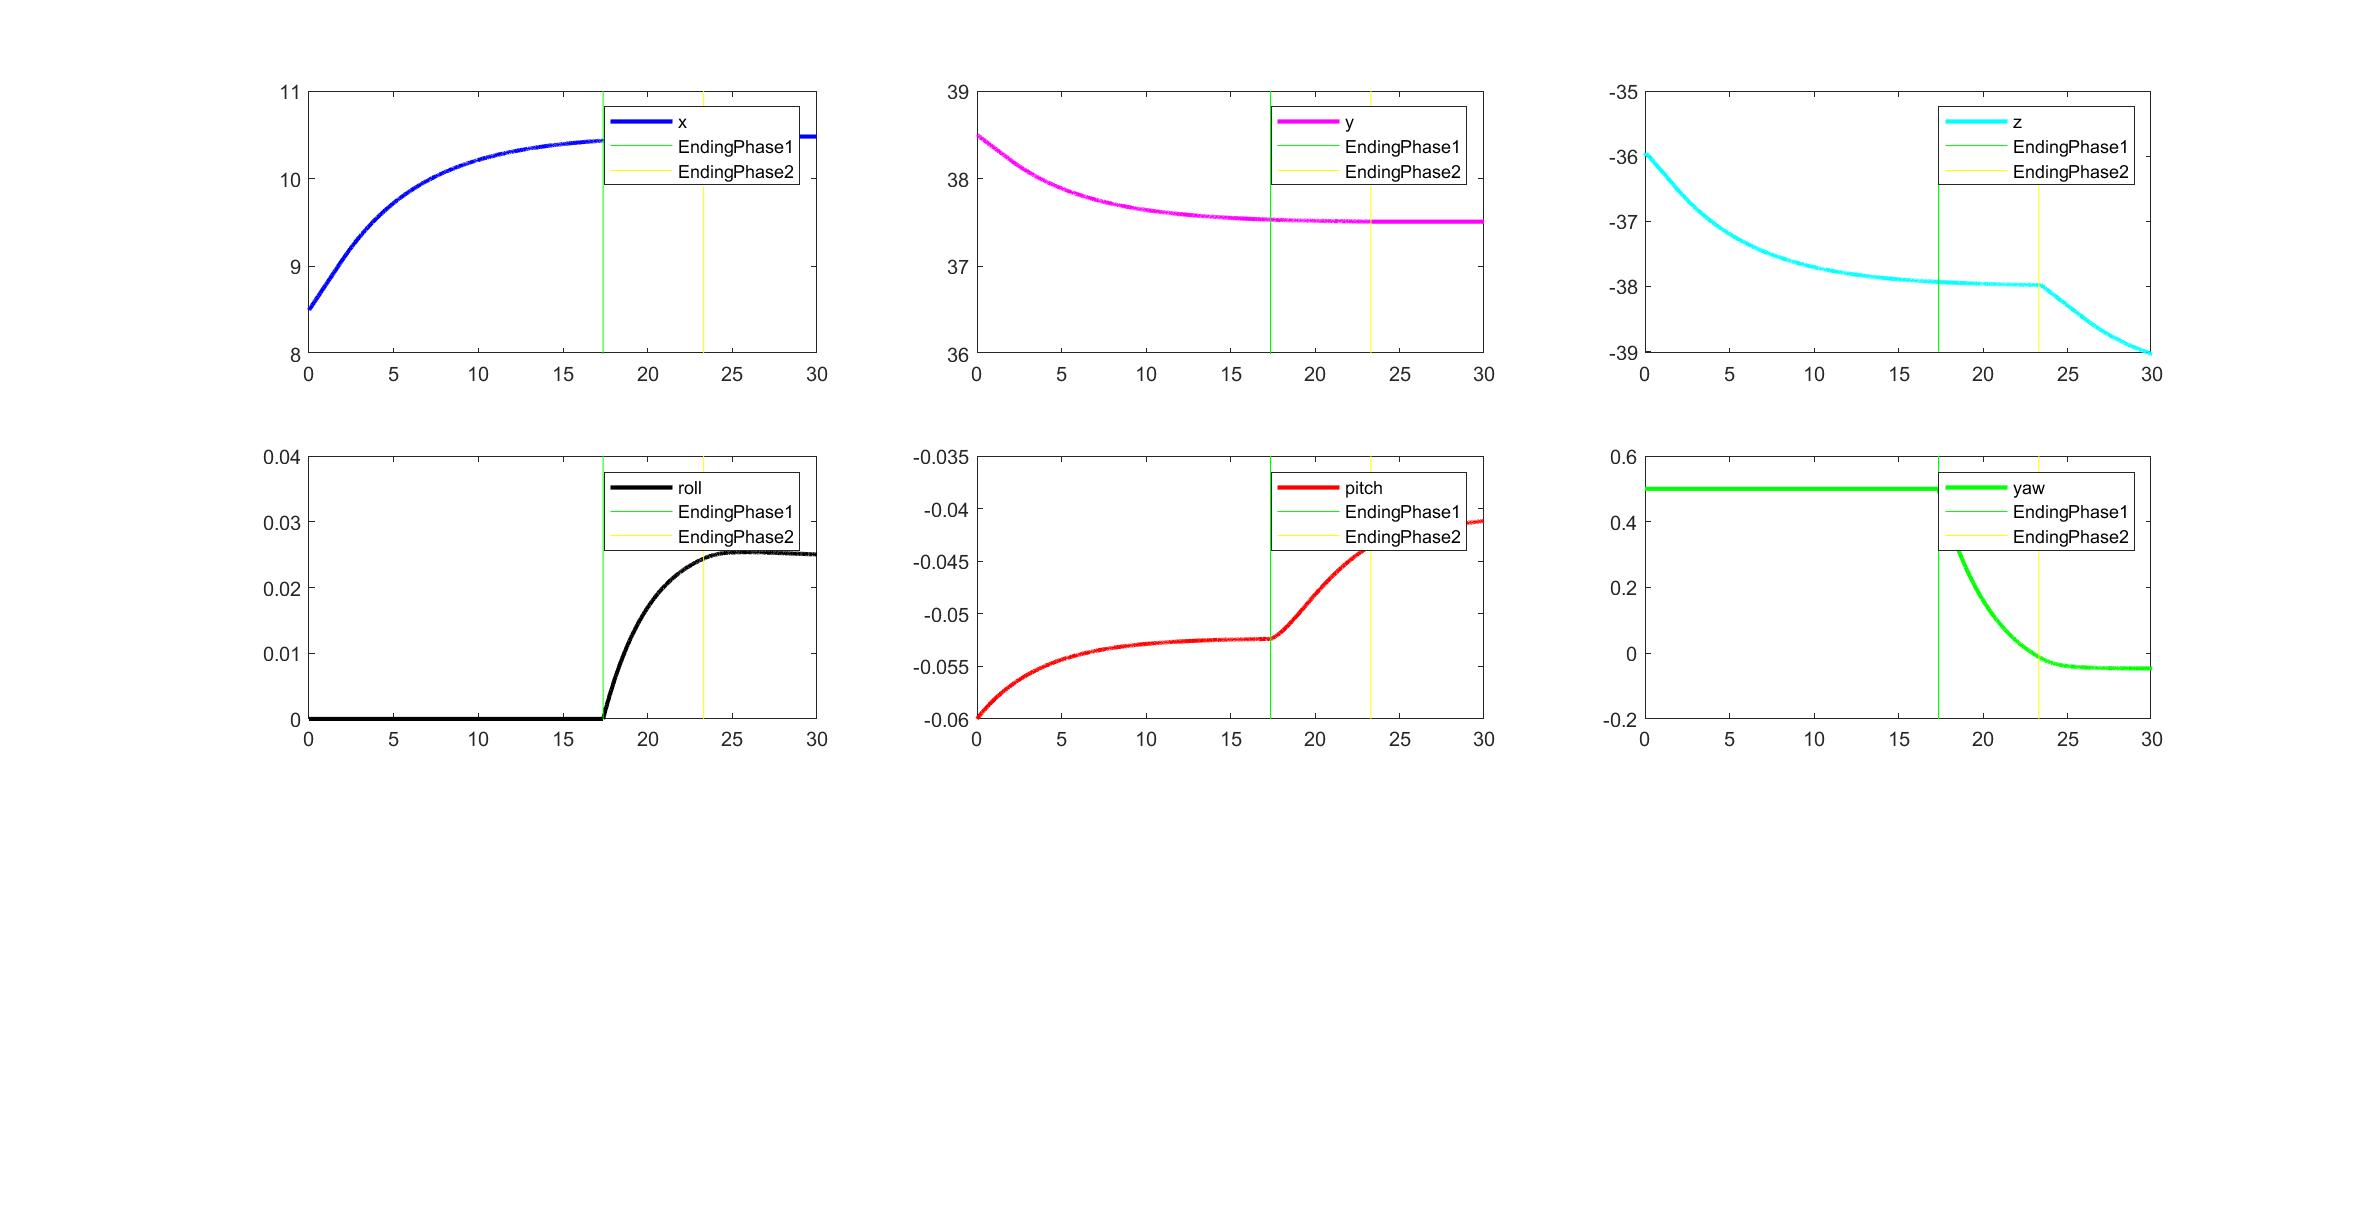 11
10
9
8
0 5 10 15 20 25 30
x
EndingPhase1
EndingPhase2
39
38
37
36
0 5 10 15 20 25 30
y
EndingPhase1
EndingPhase2
-35
-36
-37
-38
-39
0 5 10 15 20 25 30
z
EndingPhase1
EndingPhase2
0.04
0.03
0.02
0.01
0
0 5 10 15 20 25 30
roll
EndingPhase1
EndingPhase2
-0.035
-0.04
-0.045
-0.05
-0.055
-0.06
0 5 10 15 20 25 30
pitch
EndingPhase1
EndingPhase2
0.6
0.4
0.2
0
-0.2
0 5 10 15 20 25 30
yaw
EndingPhase1
EndingPhase2